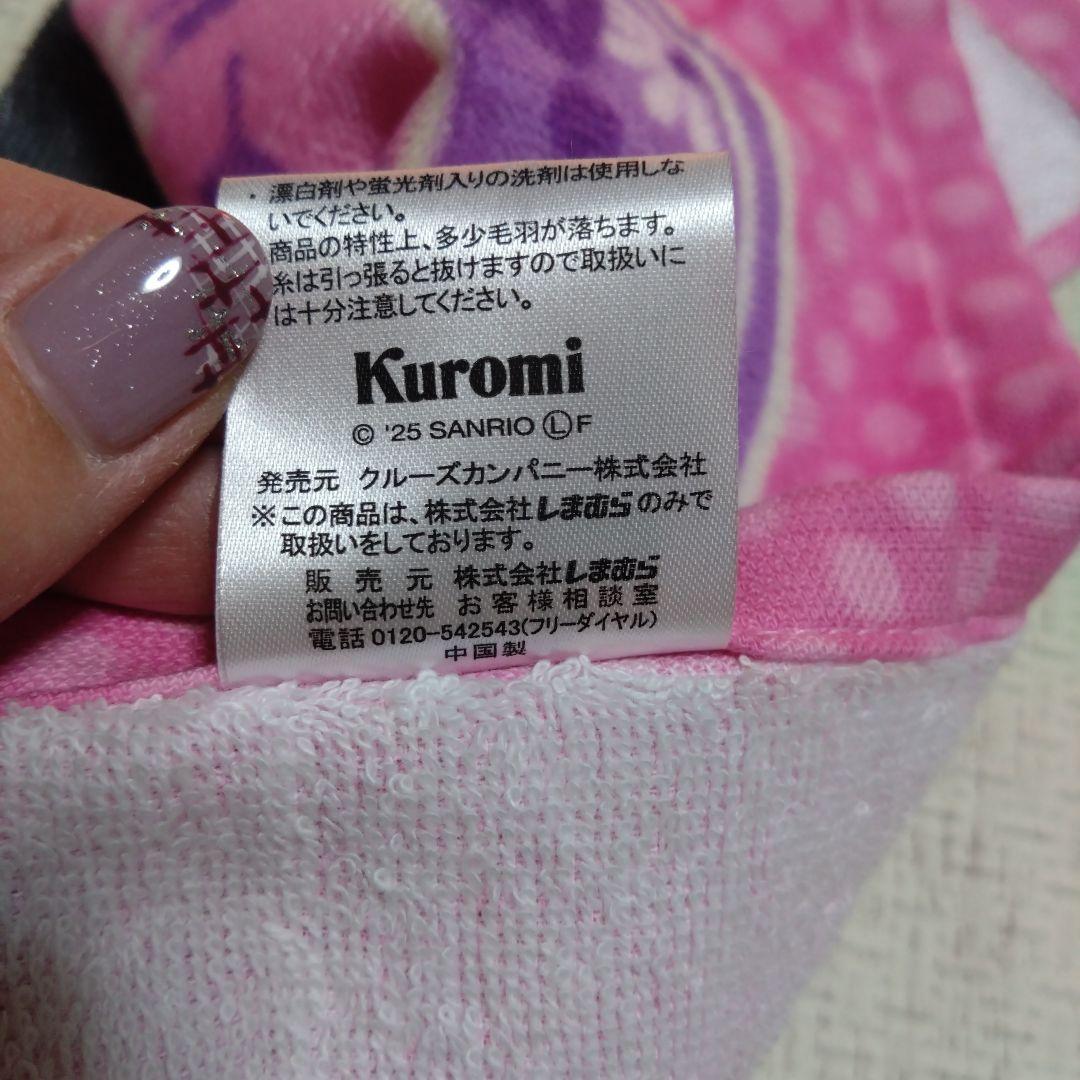 ・漂白剤や蛍光剤入りの洗剤は使用しな
いでください。
商品の特性上、多少毛羽が落ちます。
糸は引っ張ると抜けますので取扱いに
は十分注意してください。
Kuromi
© '25 SANRIO Ⓛ F
発売元 クルーズカンパニー株式会社
※この商品は、株式会社しまむらのみで
取扱いをしております。
販売元 株式会社しまむら
お問い合わせ先 お客様相談室
電話 0120-542543(フリーダイヤル)
中国製